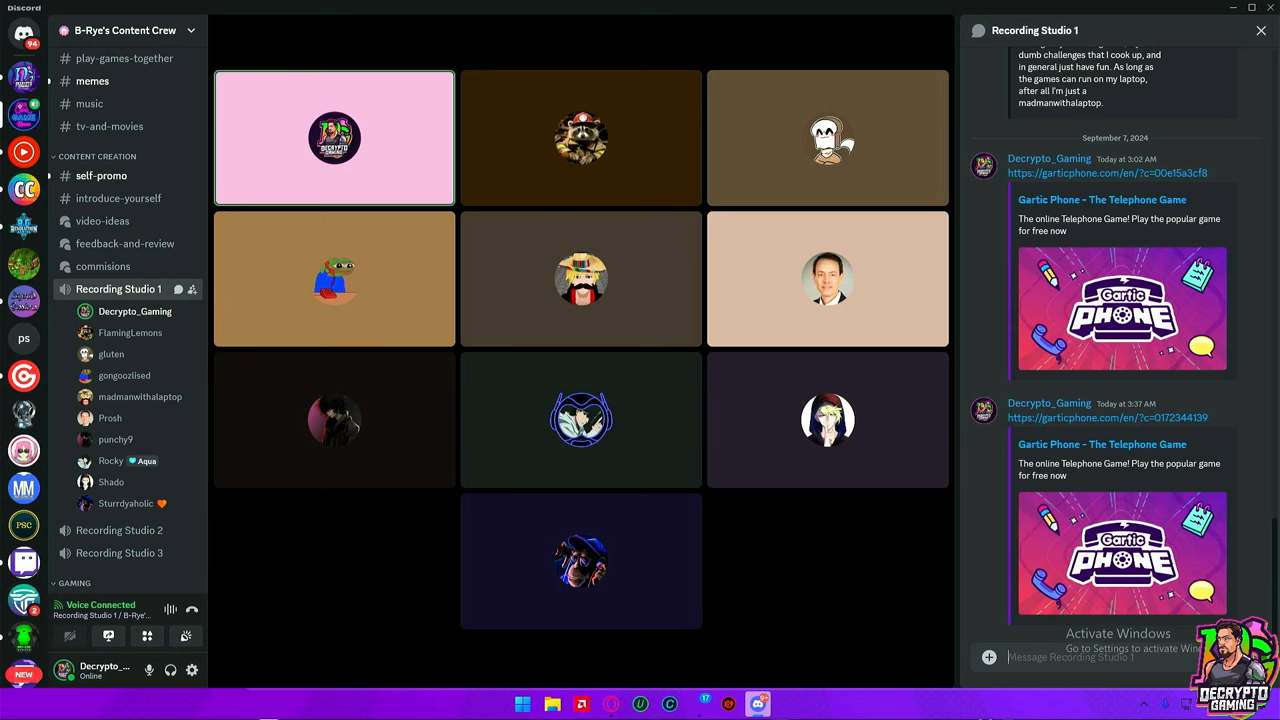 Discord
94
B-Rye's Content Crew
# play-games-together
# memes
# music
# tv-and-movies
CONTENT CREATION
# self-promo
# introduce-yourself
video-ideas
feedback-and-review
commisions
Recording Studio 1
Decrypto_Gaming
FlamingLemons
gluten
gongoozlised
madmanwithalaptop
Prosh
punchy9
Rocky Aqua
Shado
Sturrdyaholic
Recording Studio 2
Recording Studio 3
GAMING
Voice Connected
Recording Studio 1 / B-Rye'...
Decrypto_...
Online
CC
ps
MM
PSC
2
NEW
Recording Studio 1
dumb challenges that I cook up, and
in general just have fun. As long as
the games can run on my laptop,
after all I'm just a
madmanwithalaptop.
September 7, 2024
Decrypto_Gaming Today at 3:02 AM
https://garticphone.com/en/?c=00e15a3cf8
Gartic Phone - The Telephone Game
The online Telephone Game! Play the popular game
for free now
Gartic
PHONE
Decrypto_Gaming Today at 3:37 AM
https://garticphone.com/en/?c=0172344139
Gartic Phone - The Telephone Game
The online Telephone Game! Play the popular game
for free now
Gartic
PHONE
Activate Windows
Go to Settings to activate Win
Message Recording Studio 1
DECRYPTO
GAMING
17
9+